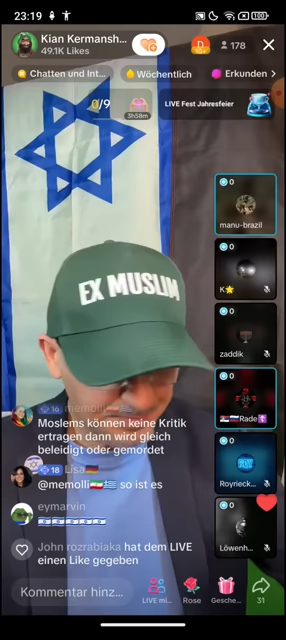 23:19
100
Kian Kermansh...
49.1K Likes
D
178
Chatten und Int...
Wöchentlich
Erkunden
0/9
3h58m
LIVE Fest Jahresfeier
0
manu-brazil
EX MUSLIM
0
K⭐
0
zaddik
0
🇷🇸🇷🇺Rade✝️
0
Royrieck...
0
Löwenh...
16 memolli
Moslems können keine Kritik
ertragen dann wird gleich
beleidigt oder gemordet
18 Lisa🇩🇪
@memolli🇮🇷🇬🇷 so ist es
eymarvin
🇮🇱🇮🇱🇮🇱🇮🇱🇮🇱🇮🇱
John rozrabiaka hat dem LIVE
einen Like gegeben
Kommentar hinz...
LIVE mi...
Rose
Gesche...
31